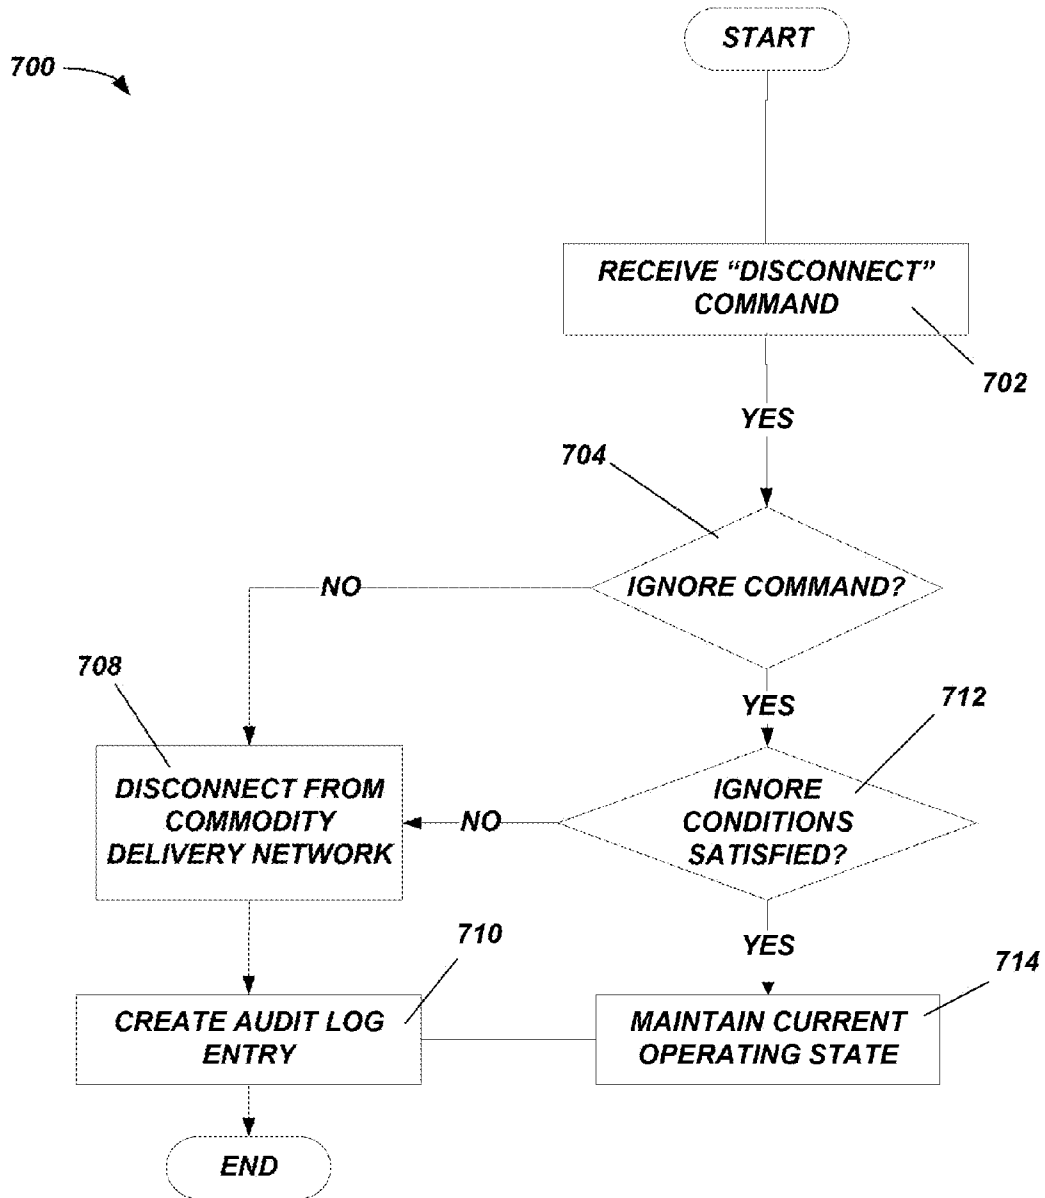 START
700
RECEIVE “DISCONNECT”
COMMAND
702
YES
704
IGNORE COMMAND?
NO
708
YES
712
DISCONNECT FROM
COMMODITY
DELIVERY NETWORK
NO
IGNORE
CONDITIONS
SATISFIED?
710
YES
714
CREATE AUDIT LOG
ENTRY
MAINTAIN CURRENT
OPERATING STATE
END